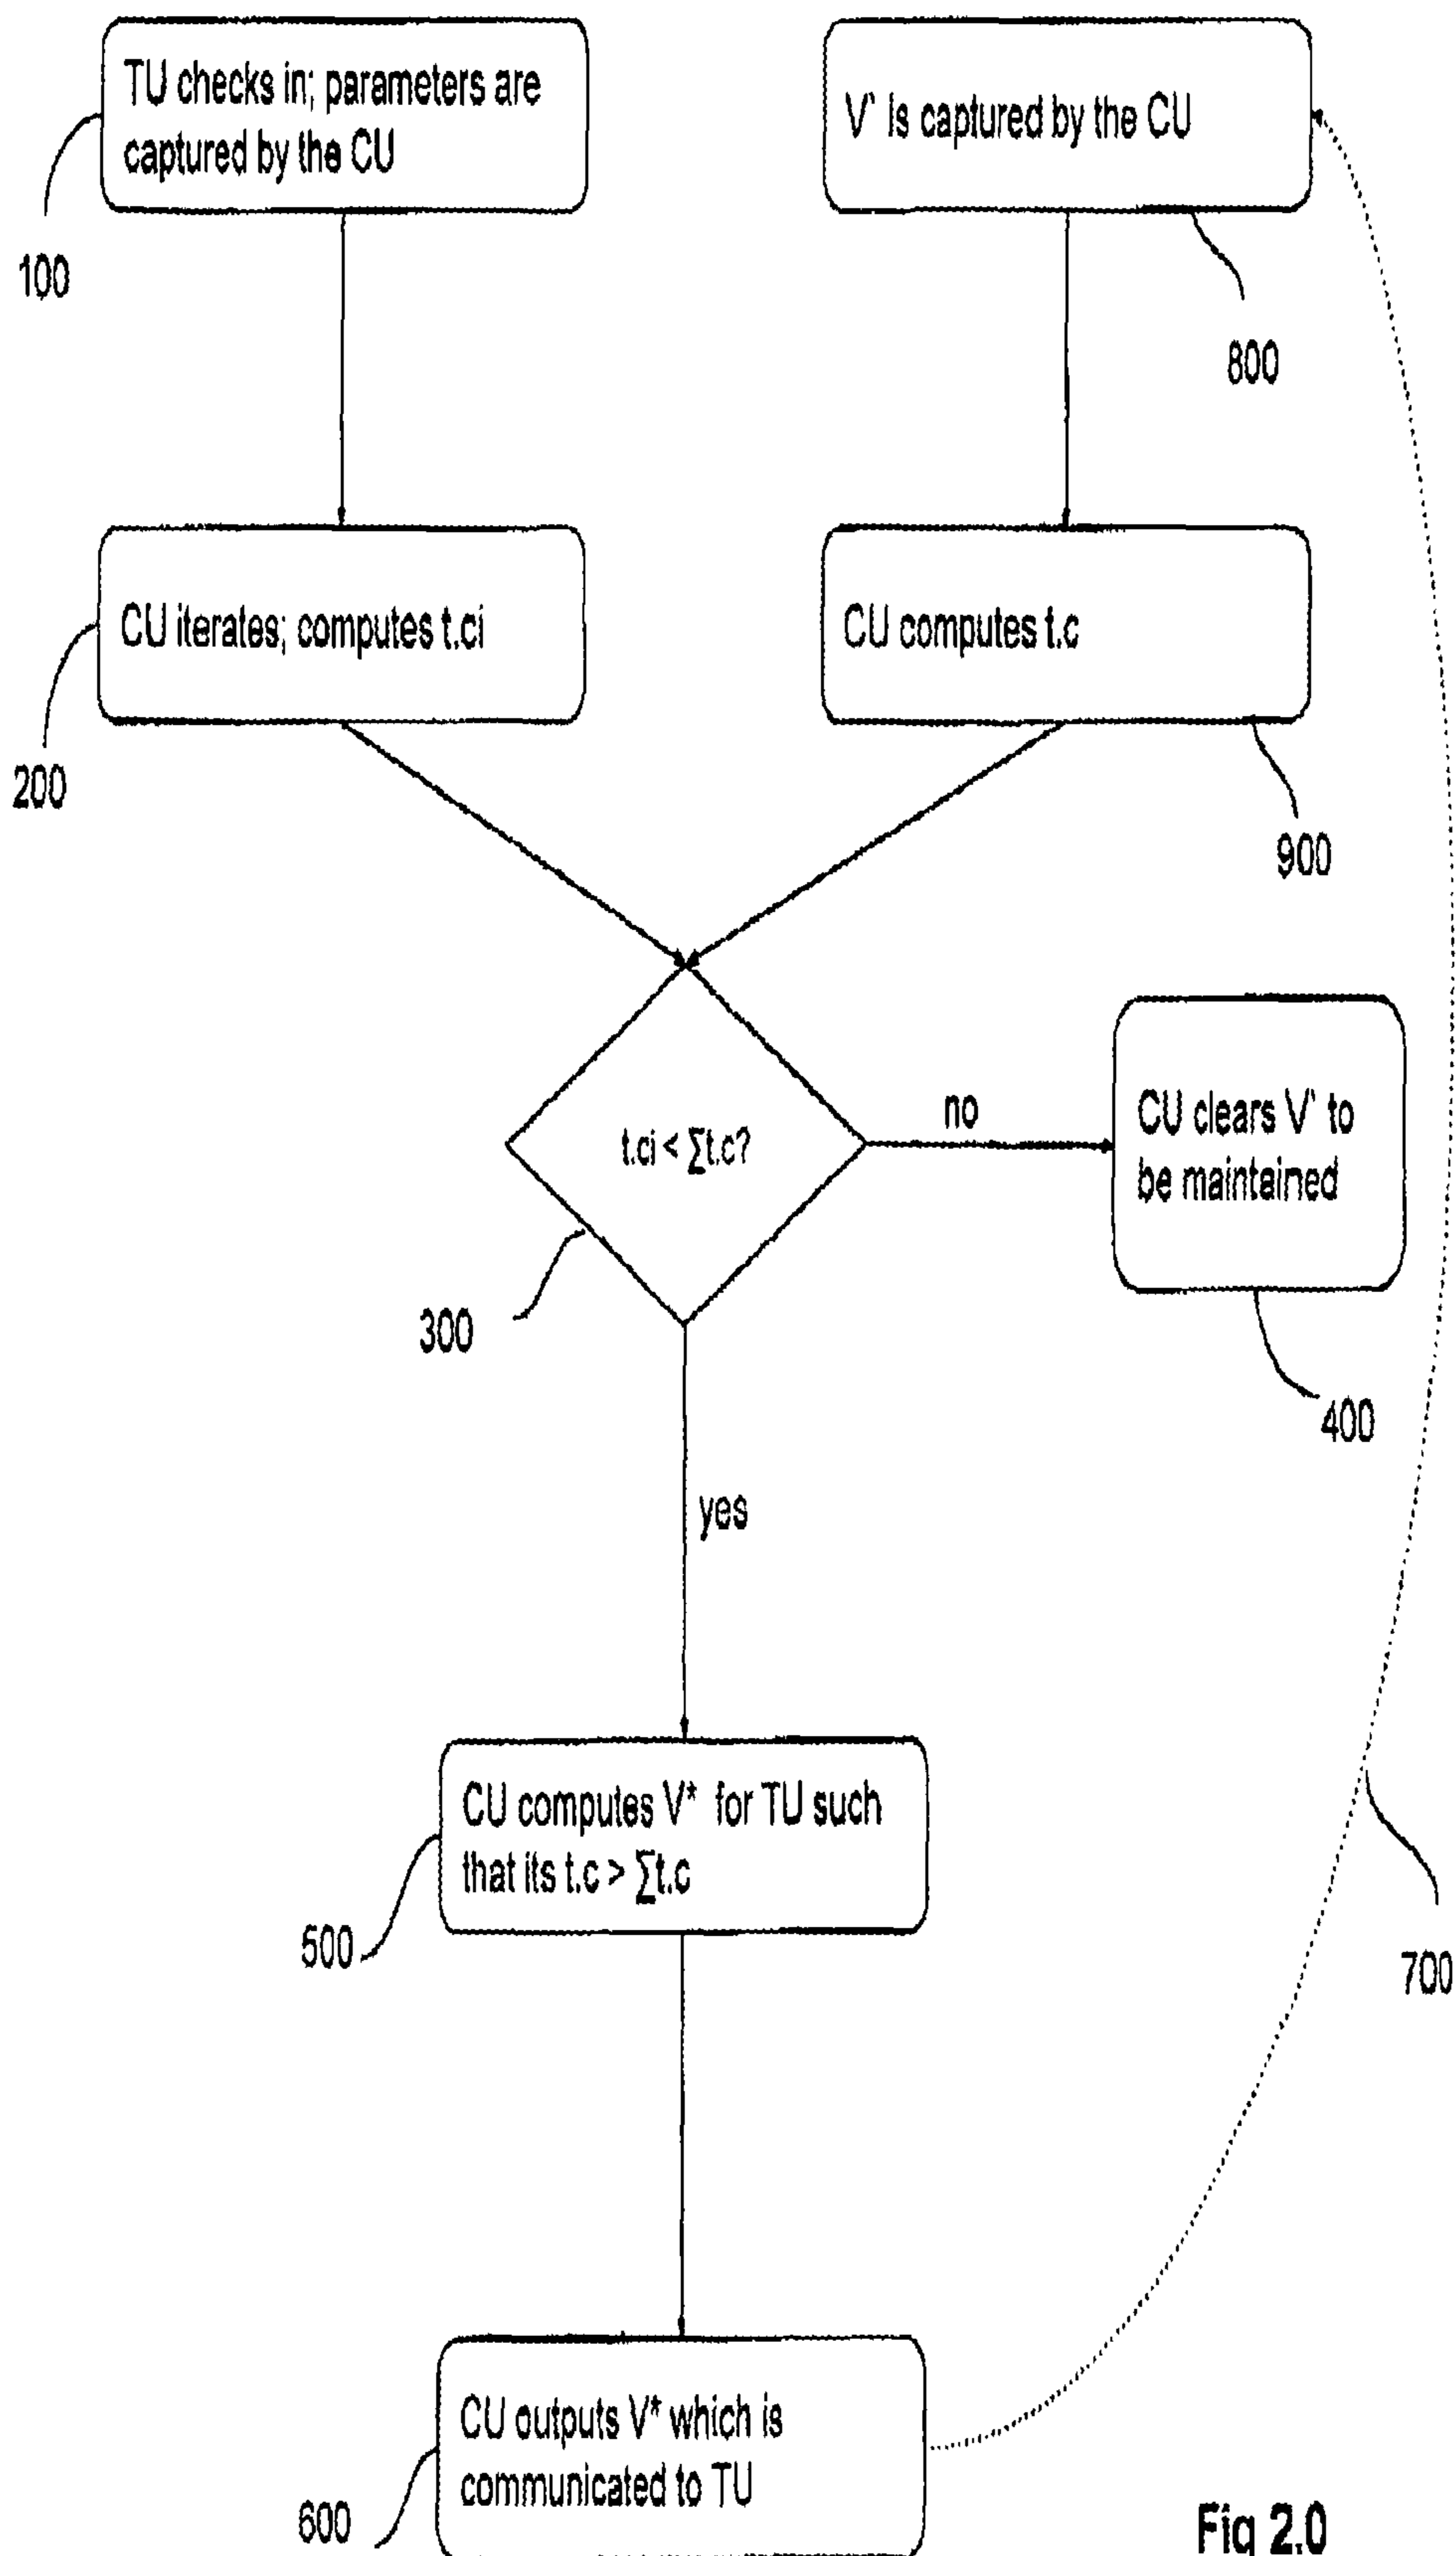 TU checks in; parameters are
captured by the CU
100
V` is captured by the CU
800
CU iterates; computes t.ci
200
CU computes t.c
900
t.ci < ∑t.c?
300
no
CU clears V` to
be maintained
400
yes
CU computes V* for TU such
that its t.c > ∑t.c
500
700
CU outputs V* which is
communicated to TU
600
Fig 2.0